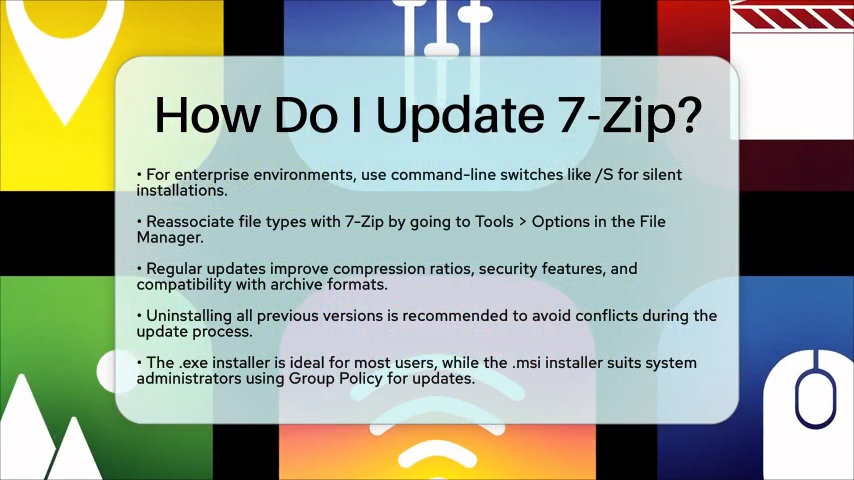 How Do I Update 7-Zip?
• For enterprise environments, use command-line switches like /S for silent
installations.
• Reassociate file types with 7-Zip by going to Tools > Options in the File
Manager.
• Regular updates improve compression ratios, security features, and
compatibility with archive formats.
• Uninstalling all previous versions is recommended to avoid conflicts during the
update process.
• The .exe installer is ideal for most users, while the .msi installer suits system
administrators using Group Policy for updates.